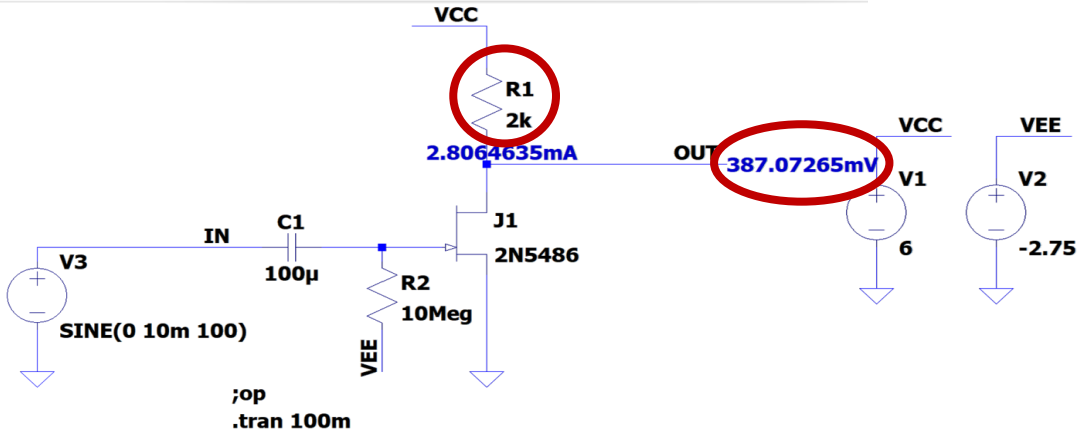 VCC
R1
2k
2.8064635mA
OUT
387.07265mV
VCC
VEE
V1
6
V2
-2.75
J1
2N5486
IN
C1
100µ
V3
SINE(0 10m 100)
R2
10Meg
VEE
;op
.tran 100m